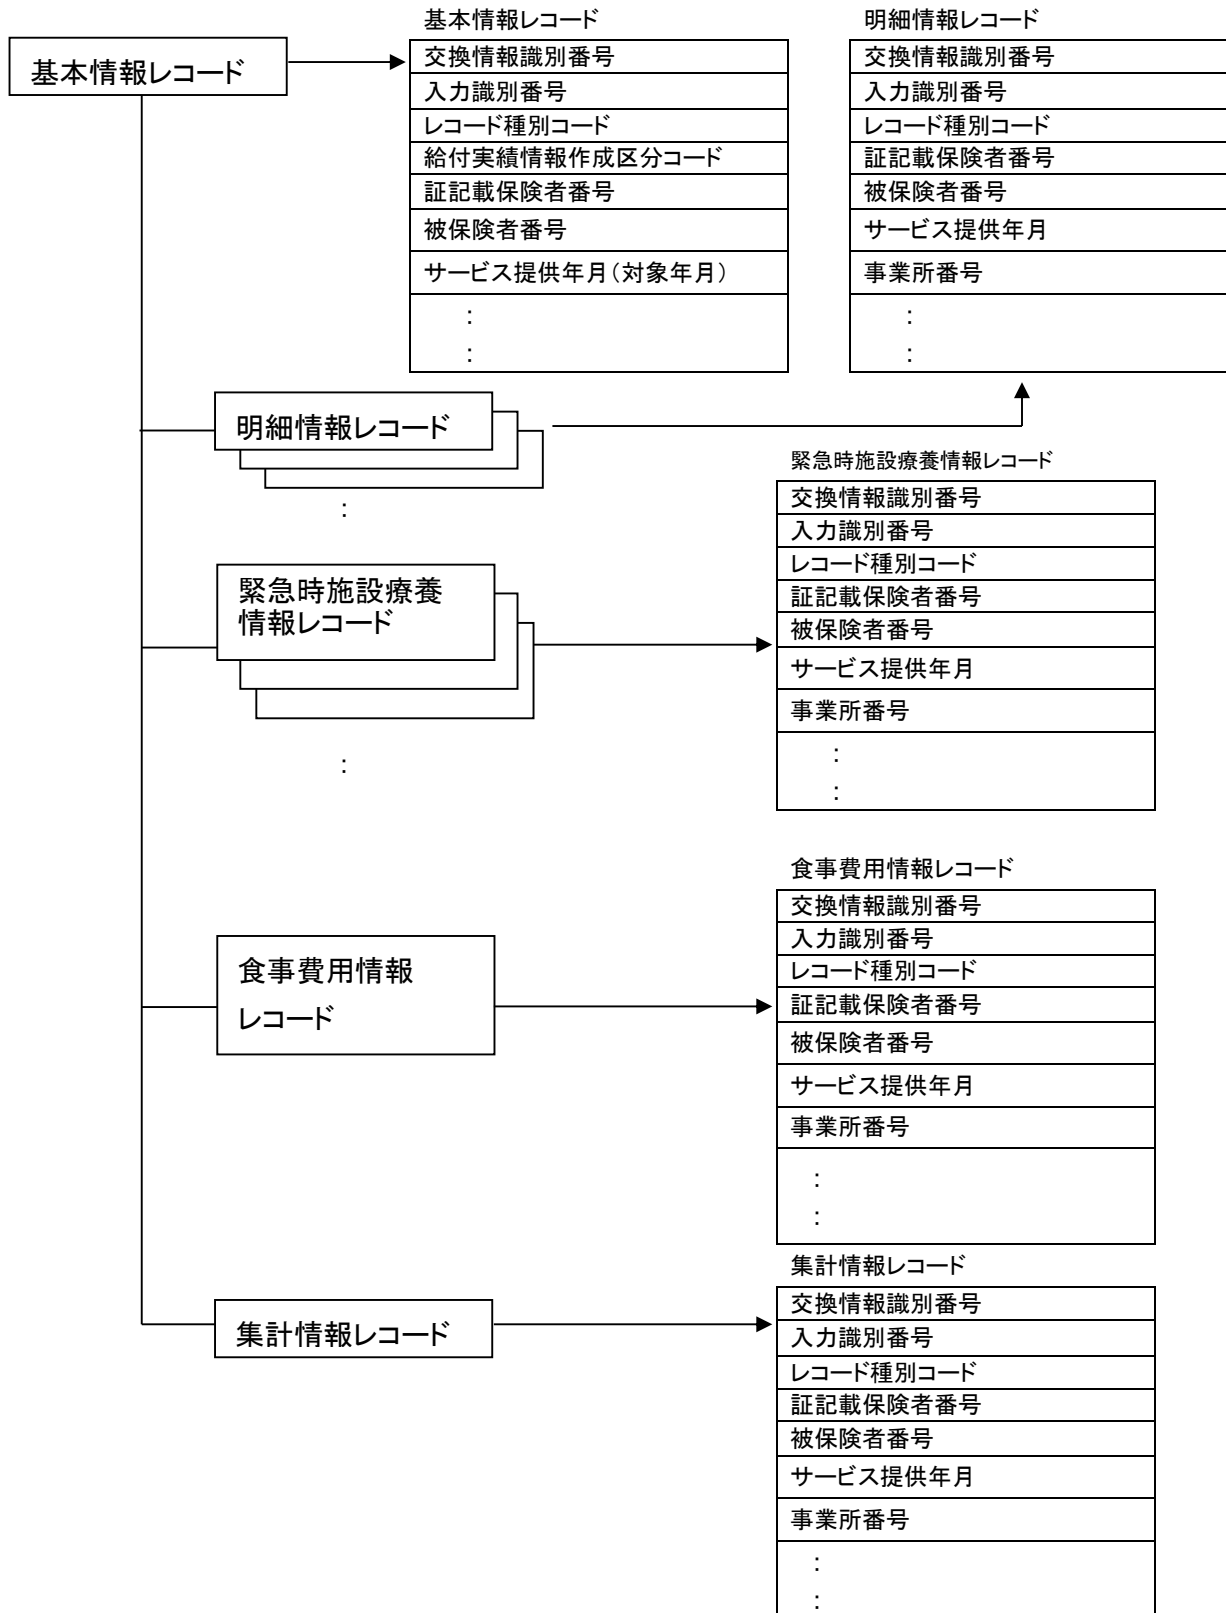 基本情報レコード
基本情報レコード
交換情報識別番号
入力識別番号
レコード種別コード
給付実績情報作成区分コード
証記載保険者番号
被保険者番号
サービス提供年月(対象年月)
:
:
明細情報レコード
交換情報識別番号
入力識別番号
レコード種別コード
証記載保険者番号
被保険者番号
サービス提供年月
事業所番号
:
:
明細情報レコード
:
緊急時施設療養情報レコード
交換情報識別番号
入力識別番号
レコード種別コード
証記載保険者番号
被保険者番号
サービス提供年月
事業所番号
:
:
緊急時施設療養
情報レコード
:
食事費用情報レコード
交換情報識別番号
入力識別番号
レコード種別コード
証記載保険者番号
被保険者番号
サービス提供年月
事業所番号
:
:
食事費用情報
レコード
集計情報レコード
交換情報識別番号
入力識別番号
レコード種別コード
証記載保険者番号
被保険者番号
サービス提供年月
事業所番号
:
:
集計情報レコード